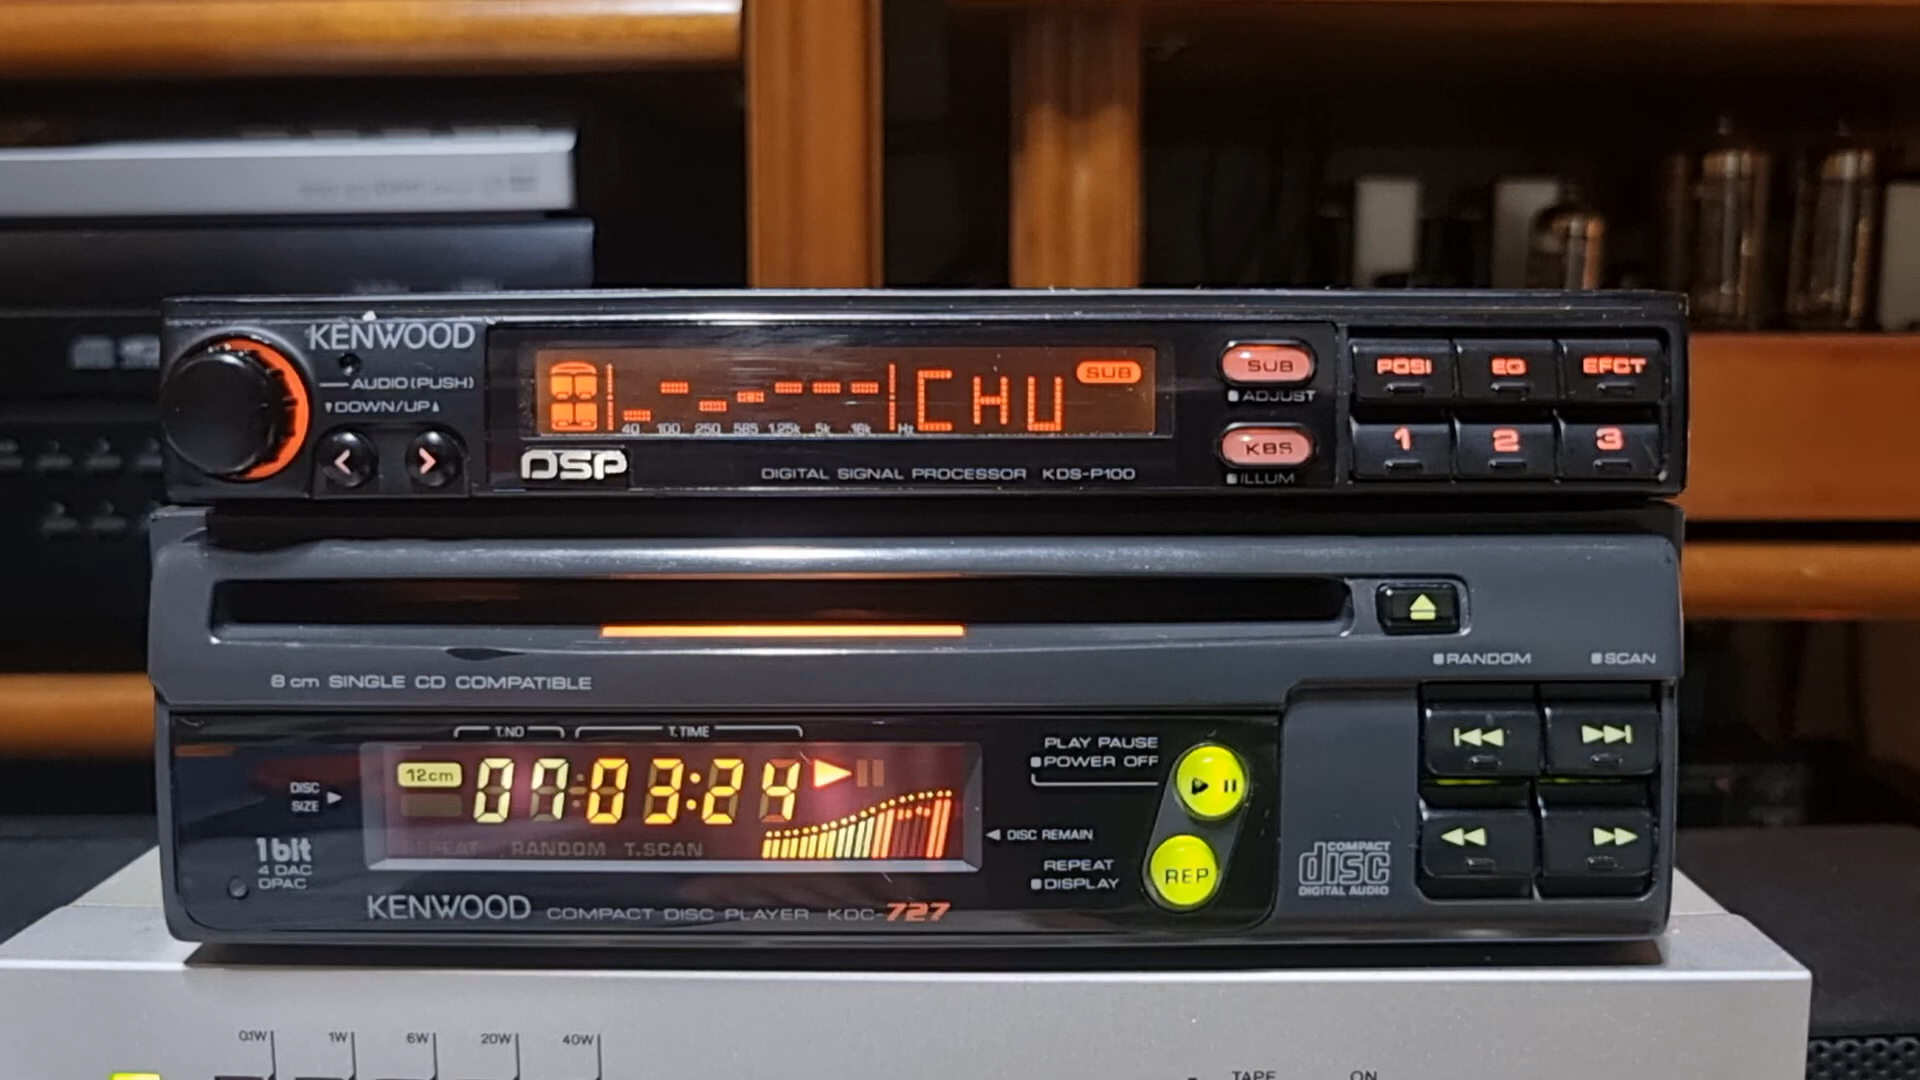 KENWOOD
AUDIO (PUSH)
DOWN/UP
40 100 250 585 1.25k 5k 16k Hz
CHU
SUB
DSP
DIGITAL SIGNAL PROCESSOR KDS-P100
SUB
ADJUST
KBS
ILLUM
POSI EQ EFCT
1 2 3
RANDOM SCAN
8 cm SINGLE CD COMPATIBLE
T.NO T.TIME
DISC SIZE
12cm
07 03:24
REPEAT RANDOM T.SCAN
1bit
4 DAC
DPAC
PLAY PAUSE
POWER OFF
DISC REMAIN
REPEAT
DISPLAY
REP
COMPACT
disc
DIGITAL AUDIO
KENWOOD COMPACT DISC PLAYER KDC-727
0.1W 1W 6W 20W 40W
TAPE ON